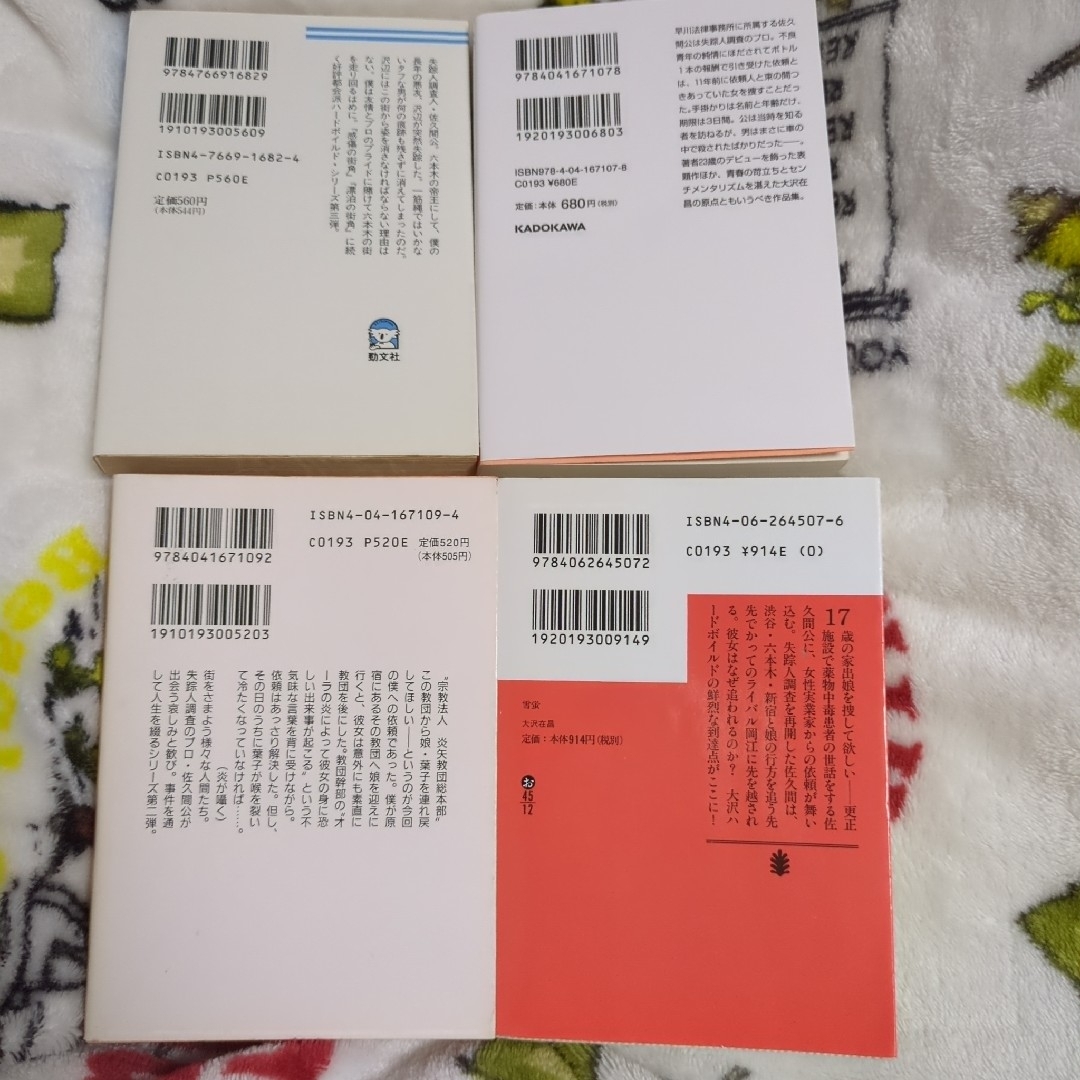 9784766916829
1910193005609
ISBN4-7669-1682-4
C0193 P560E
定価560円
(本体544円)
失踪人調査人・佐久間公。六本木の帝王にして、僕の
長年の悪友、沢辺が突然失踪した。一筋縄ではいかな
いタフな男が何の痕跡も残さずに消えてしまったのだ。
沢辺にはこの街から姿を消さなければならない理由は
ない。僕は友情とプロのプライドに賭けて六本木の街
を走り回るはめに。『感傷の街角』『漂泊の街角』に続
く、好評都会派ハードボイルド・シリーズ第三弾。
勁文社
9784041671078
1920193006803
ISBN978-4-04-167107-8
C0193 ¥680E
定価：本体 680円(税別)
KADOKAWA
早川法律事務所に所属する佐久
間公は失踪人調査のプロ。不良
青年の純情にほだされてボトル
1本の報酬で引き受けた依頼と
は、11年前に依頼人と束の間つ
きあっていた女を捜すことだっ
た。手掛かりは名前と年齢だけ、
期限は3日間。公は当時を知る
者を訪ねるが、男はまさに車の
中で殺されたばかりだった――。
著者23歳のデビューを飾った表
題作ほか、青春の苛立ちとセン
チメンタリズムを湛えた大沢在
昌の原点ともいうべき作品集。
9784041671092
1910193005203
ISBN4-04-167109-4
C0193 P520E 定価520円
(本体505円)
“宗教法人 炎矢教団総本部”
この教団から娘・葉子を連れ戻
してほしい――というのが今回
の僕への依頼であった。僕が原
宿にあるその教団へ娘を迎えに
行くと、彼女は意外にも素直に
教団を後にした。教団幹部の“オ
ーラの炎によって彼女の身に恐
しい出来事が起こる”という不
気味な言葉を背に受けながら。
依頼はあっさり解決した。但し、
その日のうちに葉子が喉を裂い
て冷たくなっていなければ……。
（炎が囁く）
街をさまよう様々な人間たち。
失踪人調査のプロ・佐久間公が
出会う哀しみと歓び。事件を通
して人生を綴るシリーズ第二弾。
9784062645072
1920193009149
ISBN4-06-264507-6
C0193 ¥914E (0)
17歳の家出娘を捜して欲しい――更正
施設で薬物中毒患者の世話をする佐
久間公に、女性実業家からの依頼が舞い
込む。失踪人調査を再開した佐久間は、
渋谷・六本木・新宿と娘の行方を追う先
先でかつてのライバル岡江に先を越され
る。彼女はなぜ追われるのか？ 大沢ハ
ードボイルドの鮮烈な到達点がここに！
雪蛍
大沢在昌
定価：本体914円(税別)
お
45
12
YOU